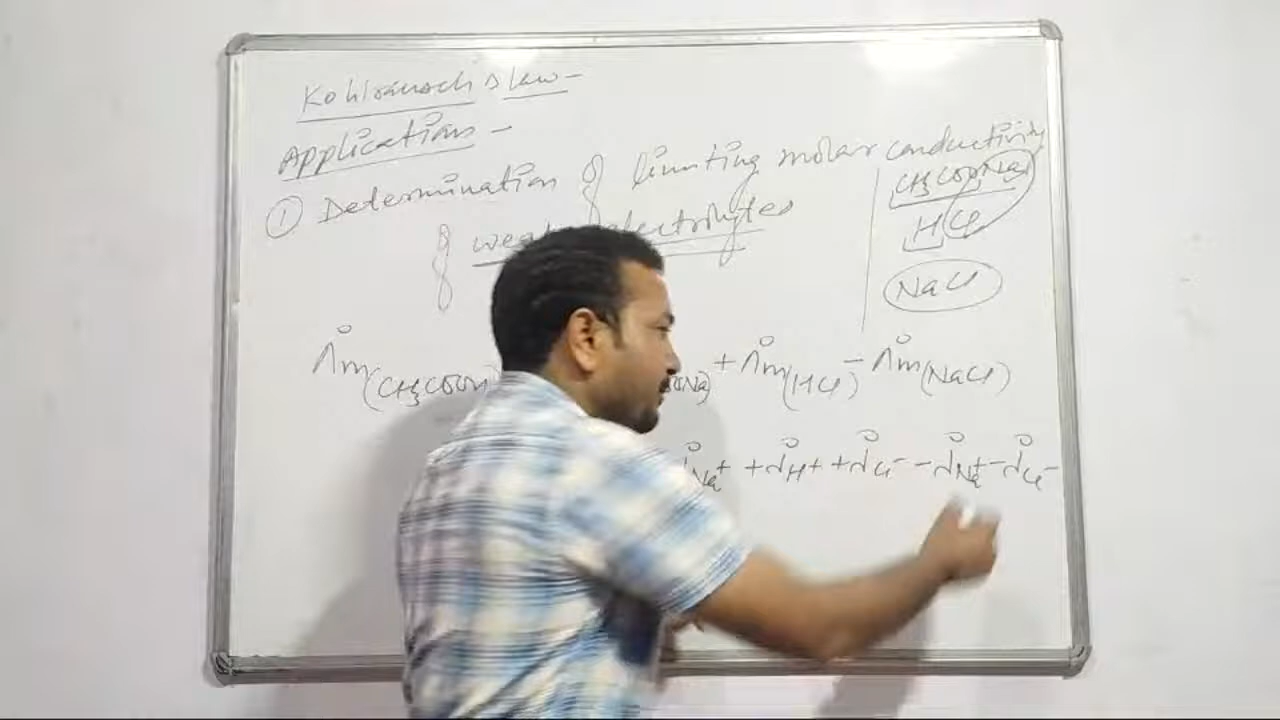 Kohlrausch's law -
Applications -
① Determination of limiting molar conductivity
of weak electrolytes
CH3COONa
HCl
NaCl
Λ°m(CH3COOH) + Λ°m(HCl) - Λ°m(NaCl)
λ°Na+ + λ°H+ + λ°Cl- - λ°Na+ - λ°Cl-